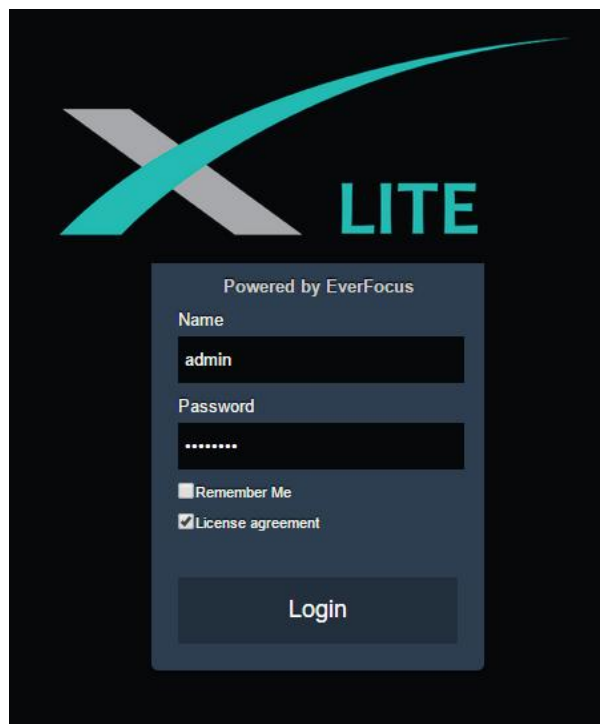 X LITE
Powered by EverFocus
Name
admin
Password
••••••••
Remember Me
License agreement
Login